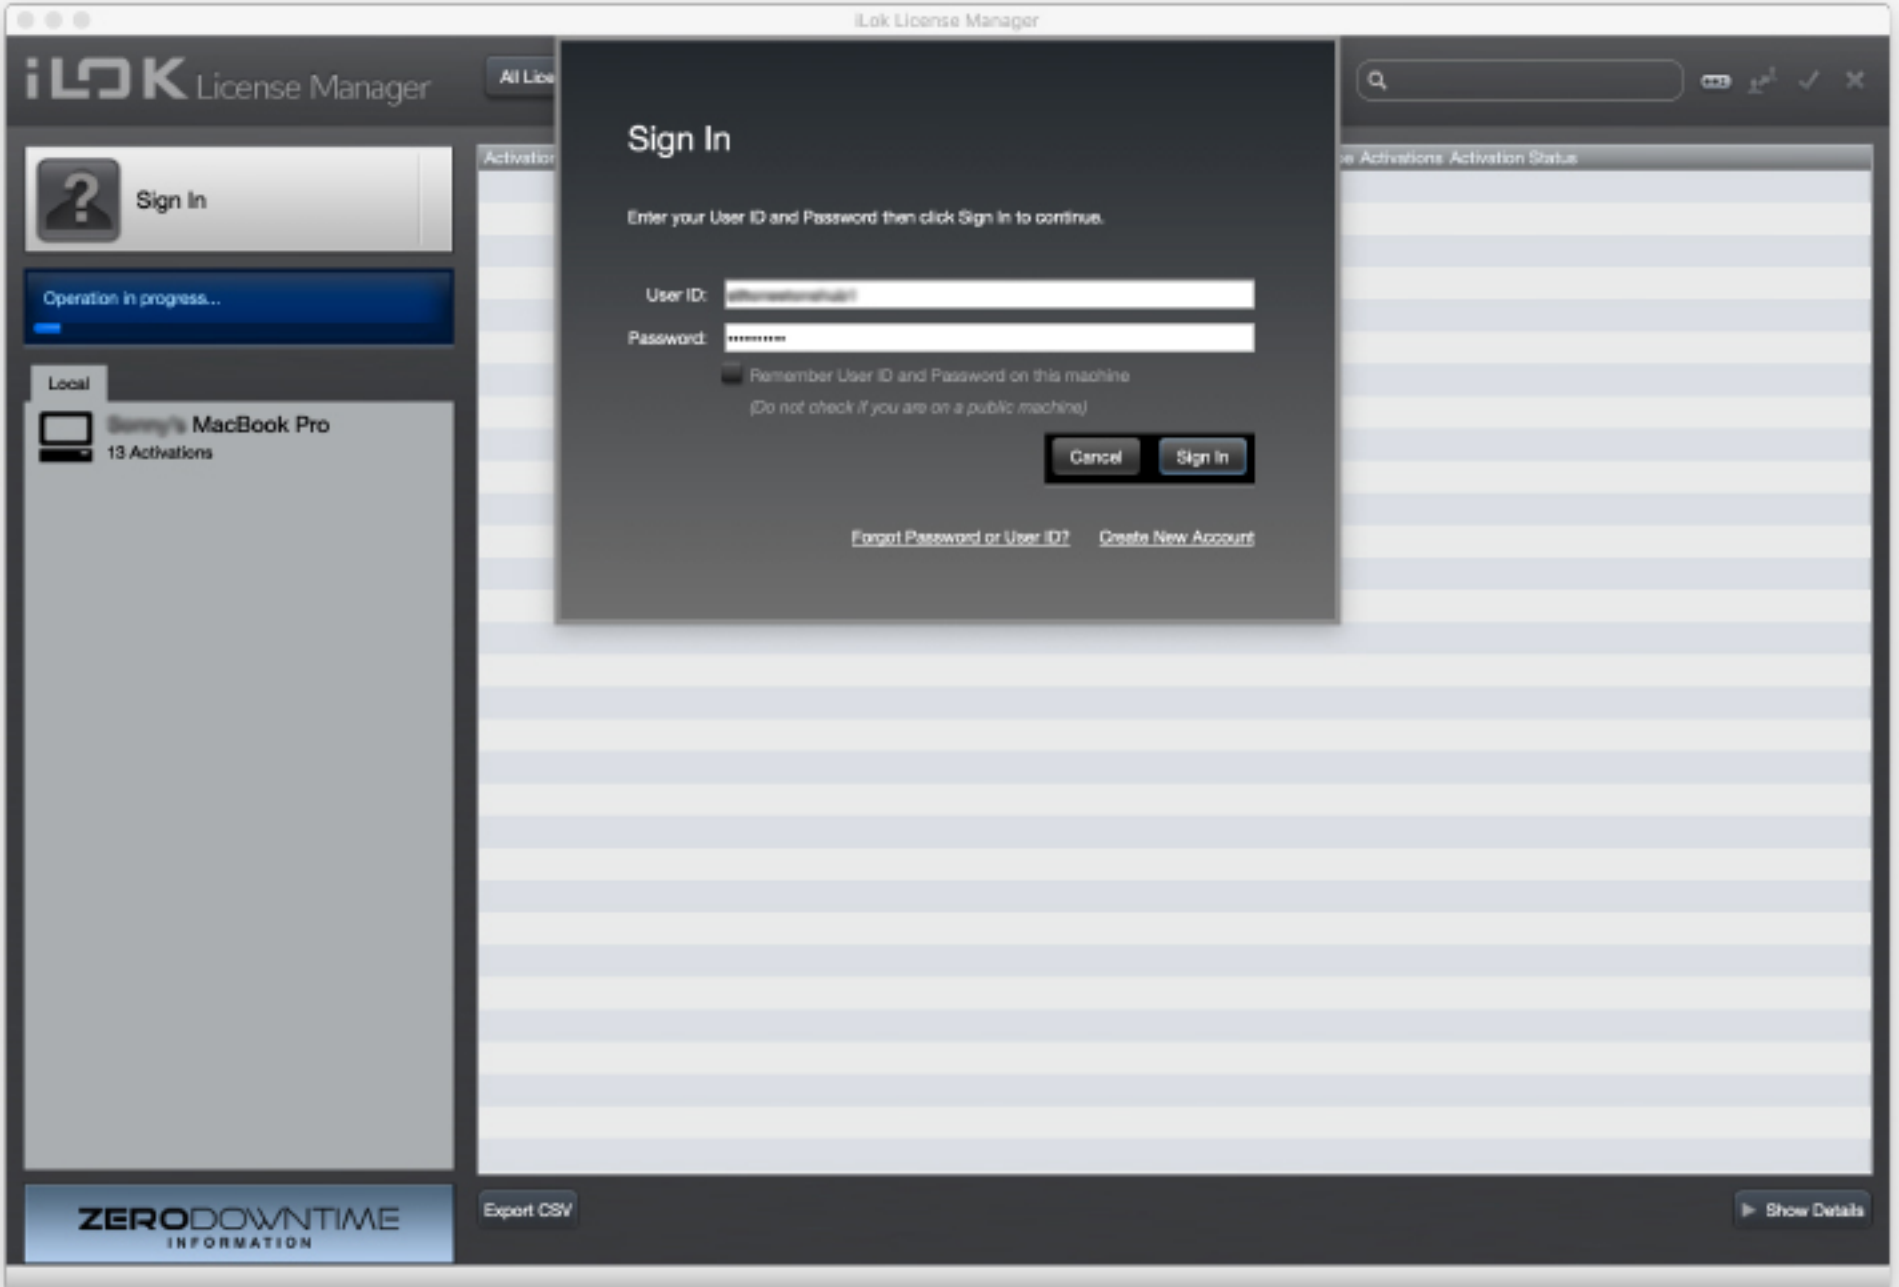 iLok License Manager
iLOK License Manager
All Lice
Sign In
Operation in progress...
Local
MacBook Pro
13 Activations
Activation
Activations Activation Status
Sign In
Enter your User ID and Password then click Sign In to continue.
User ID:
Password:
Remember User ID and Password on this machine
(Do not check if you are on a public machine)
Cancel
Sign In
Forgot Password or User ID?
Create New Account
ZERODOWNTIME
INFORMATION
Export CSV
Show Details